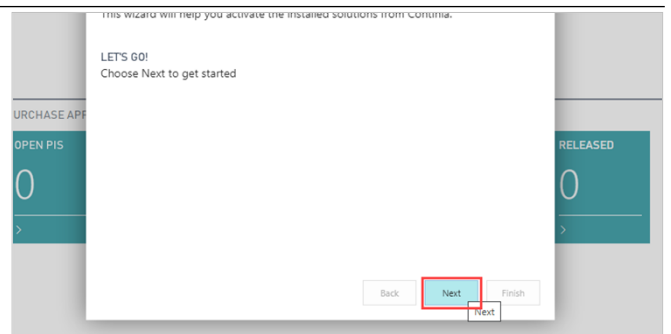 This wizard will help you activate the installed solutions from Continia.
LET'S GO!
Choose Next to get started
URCHASE APP
OPEN PIS
RELEASED
0
0
>
>
Back
Next
Finish
Next